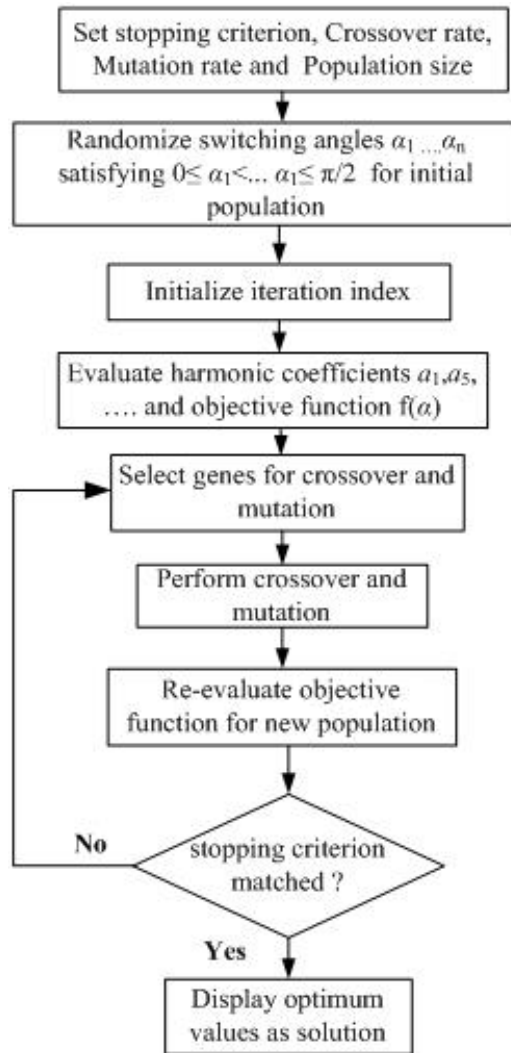 Set stopping criterion, Crossover rate,
Mutation rate and Population size
Randomize switching angles α1 ....αn
satisfying 0≤ α1<... α1≤ π/2 for initial
population
Initialize iteration index
Evaluate harmonic coefficients a1,a5,
.... and objective function f(α)
Select genes for crossover and
mutation
Perform crossover and
mutation
Re-evaluate objective
function for new population
No
stopping criterion
matched ?
Yes
Display optimum
values as solution